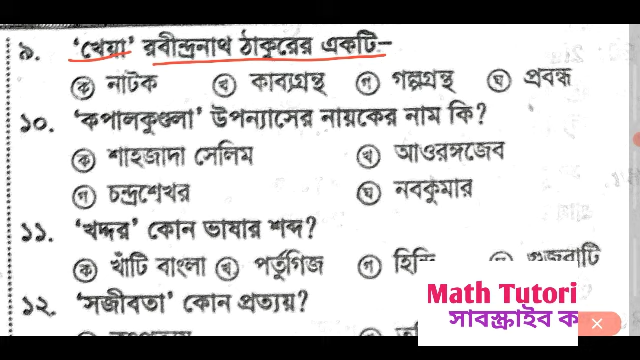 ৯. ‘খেয়া’ রবীন্দ্রনাথ ঠাকুরের একটি–
ক নাটক খ কাব্যগ্রন্থ গ গল্পগ্রন্থ ঘ প্রবন্ধ
১০. ‘কপালকুণ্ডলা’ উপন্যাসের নায়কের নাম কি?
ক শাহজাদা সেলিম খ আওরঙ্গজেব
গ চন্দ্রশেখর ঘ নবকুমার
১১. ‘খদ্দর’ কোন ভাষার শব্দ?
ক খাঁটি বাংলা খ পর্তুগিজ গ হিন্দি ঘ গুজরাটি
১২. ‘সজীবতা’ কোন প্রত্যয়?
Math Tutori
সাবস্ক্রাইব ক